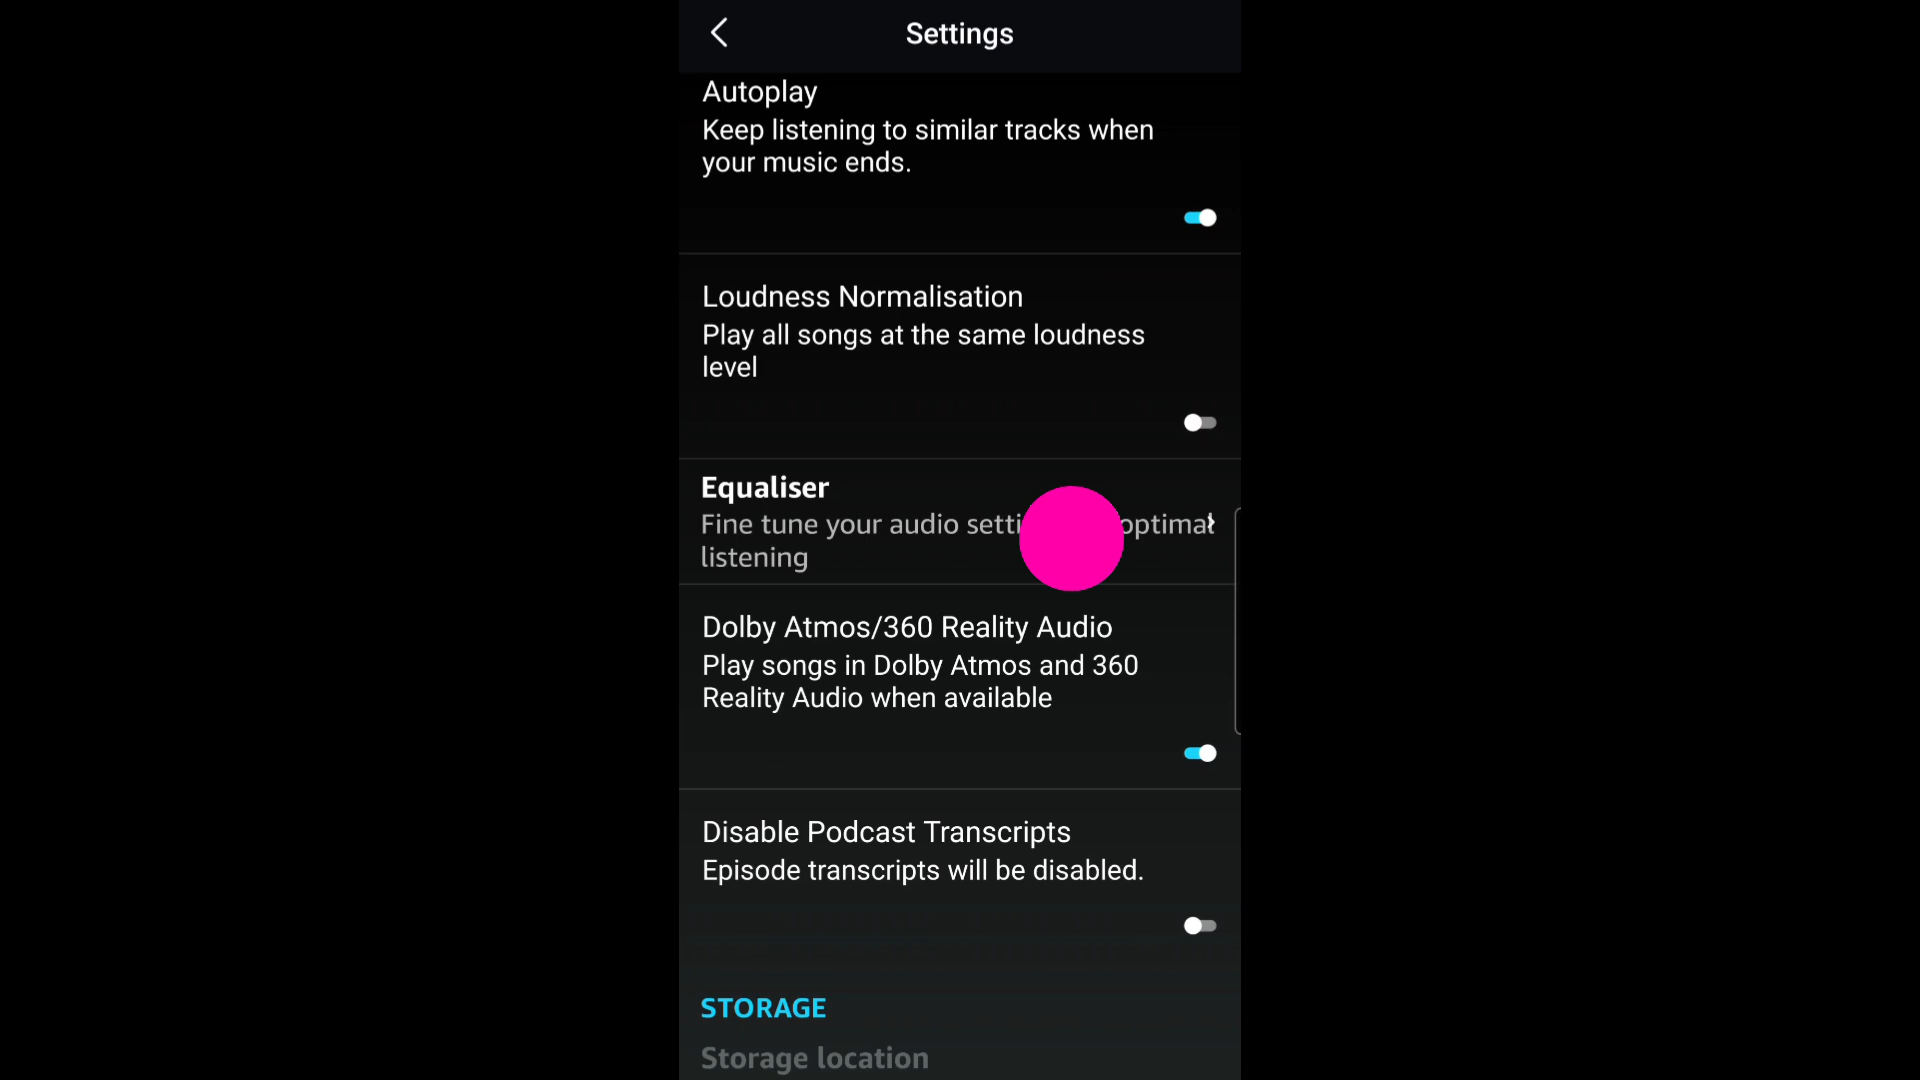 Settings
Autoplay
Keep listening to similar tracks when
your music ends.
Loudness Normalisation
Play all songs at the same loudness
level
Equaliser
Fine tune your audio optimal
listening
Dolby Atmos/360 Reality Audio
Play songs in Dolby Atmos and 360
Reality Audio when available
Disable Podcast Transcripts
Episode transcripts will be disabled.
STORAGE
Storage location